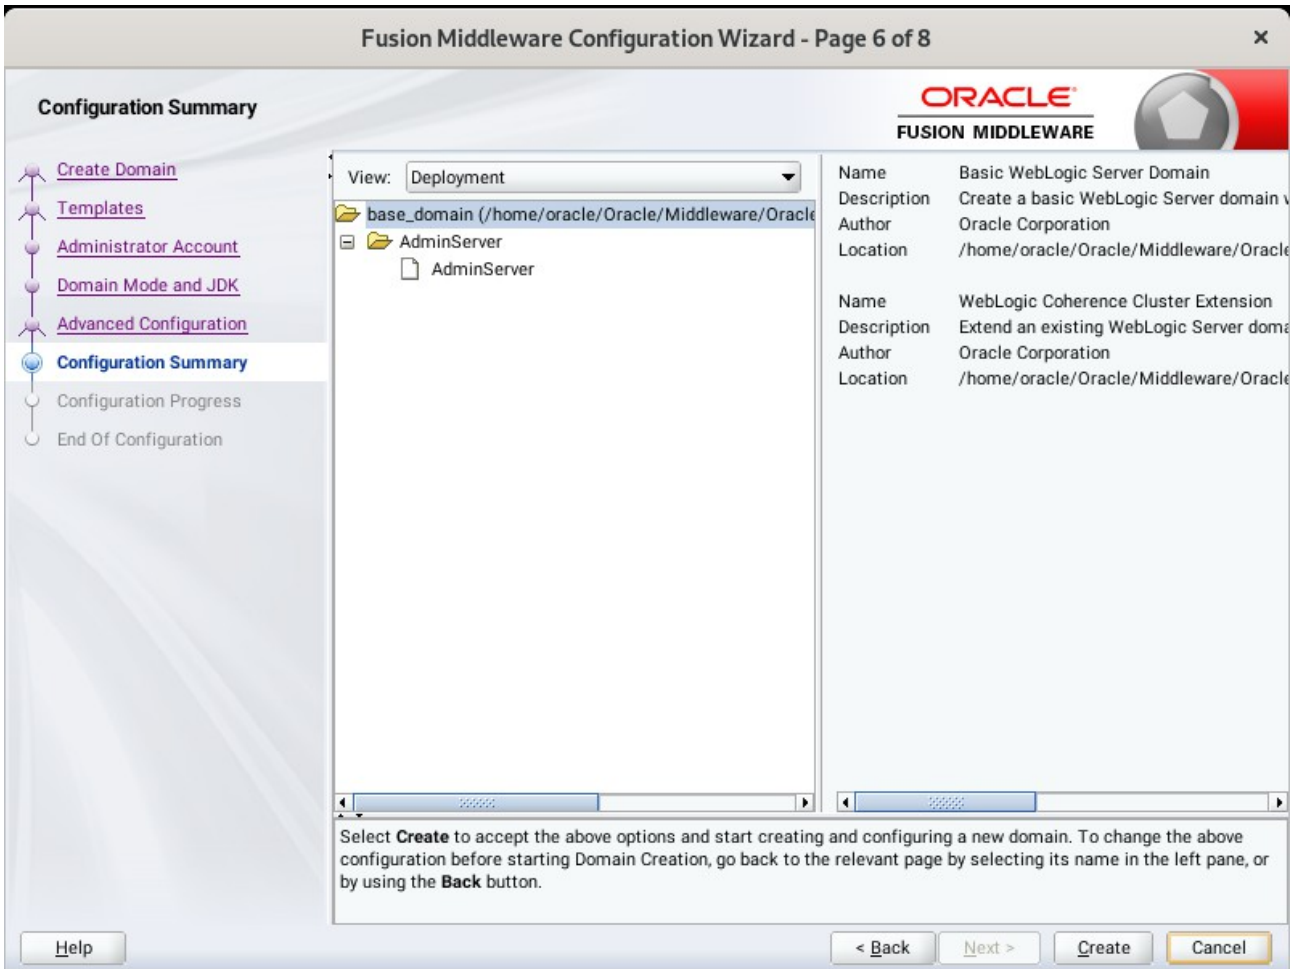 Fusion Middleware Configuration Wizard - Page 6 of 8
Configuration Summary
ORACLE
FUSION MIDDLEWARE
Create Domain
Templates
Administrator Account
Domain Mode and JDK
Advanced Configuration
Configuration Summary
Configuration Progress
End Of Configuration
View: Deployment
base_domain (/home/oracle/Oracle/Middleware/Oracle
AdminServer
AdminServer
Name Basic WebLogic Server Domain
Description Create a basic WebLogic Server domain
Author Oracle Corporation
Location /home/oracle/Oracle/Middleware/Oracle
Name WebLogic Coherence Cluster Extension
Description Extend an existing WebLogic Server
Author Oracle Corporation
Location /home/oracle/Oracle/Middleware/Oracle
Select Create to accept the above options and start creating and configuring a new domain. To change the above
configuration before starting Domain Creation, go back to the relevant page by selecting its name in the left pane, or
by using the Back button.
Help
< Back
Next >
Create
Cancel